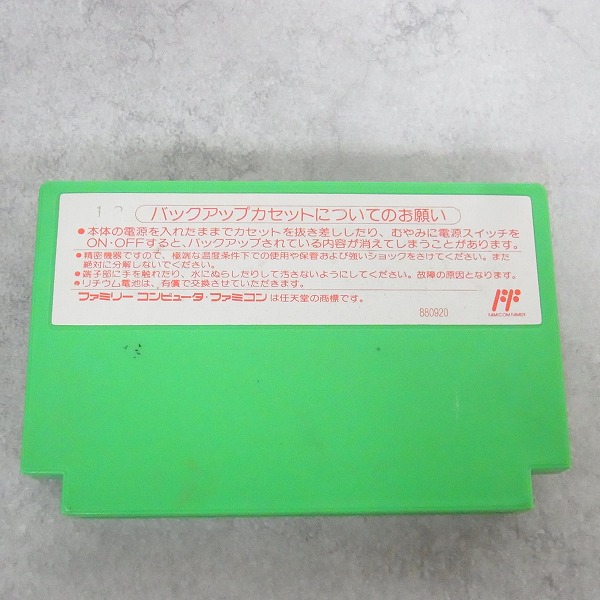 バックアップカセットについてのお願い
●本体の電源を入れたままでカセットを抜き差ししたり、むやみに電源スイッチを
ON・OFFすると、バックアップされている内容が消えてしまうことがあります。
●精密機器ですので、極端な温度条件下での使用や保管および強いショックをさけてください。また
絶対に分解しないでください。
●端子部に手を触れたり、水にぬらしたりして汚さないようにしてください。故障の原因となります。
●リチウム電池は、有償で交換させていただきます。
ファミリーコンピュータ・ファミコンは任天堂の商標です。
FF
FAMICOM FAMILY
880920